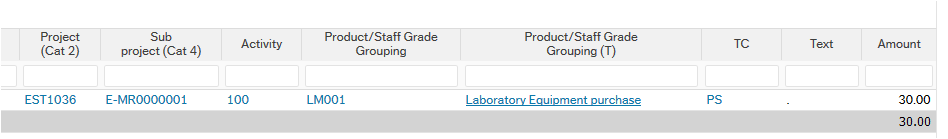 Project (Cat 2) Sub project (Cat 4) Activity Product/Staff Grade Grouping Product/Staff Grade Grouping (T) TC Text Amount
EST1036 E-MR0000001 100 LM001 Laboratory Equipment purchase PS . 30.00
30.00